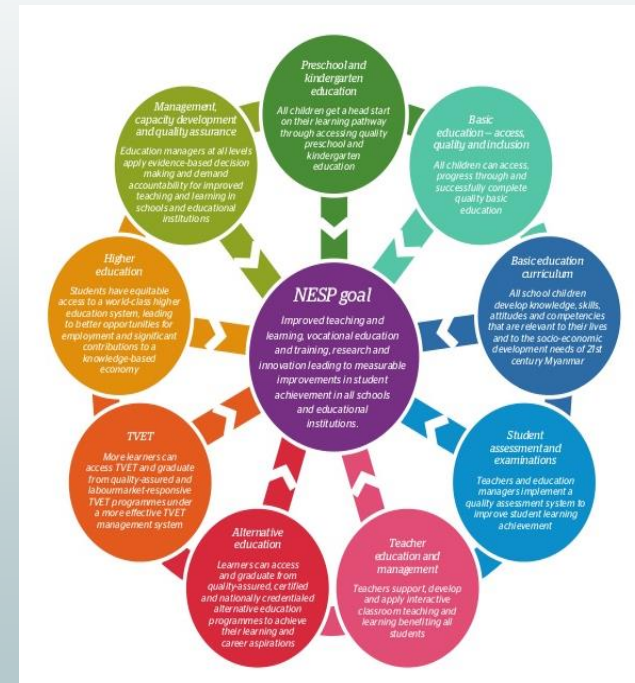 Preschool and
kindergarten
education
All children get a head start
on their learning pathway
through accessing quality
preschool and
kindergarten
education
Basic
education – access,
quality and inclusion
All children can access,
progress through and
successfully complete
quality basic
education
Basic education
curriculum
All school children
develop knowledge, skills,
attitudes and competencies
that are relevant to their lives
and to the socio-economic
development needs of 21st
century Myanmar
Student
assessment and
examinations
Teachers and education
managers implement a
quality assessment system to
improve student learning
achievement
Teacher
education and
management
Teachers support, develop
and apply interactive
classroom teaching and
learning benefiting all
students
Alternative
education
Learners can access
and graduate from
quality-assured, certified
and nationally credentialed
alternative education
programmes to achieve
their learning and
career aspirations
TVET
More learners can
access TVET and graduate
from quality-assured and
labourmarket-responsive
TVET programmes under
a more effective TVET
management system
Higher
education
Students have equitable
access to a world-class higher
education system, leading
to better opportunities for
employment and significant
contributions to a
knowledge-based
economy
Management,
capacity development
and quality assurance
Education managers at all levels
apply evidence-based decision
making and demand
accountability for improved
teaching and learning in
schools and educational
institutions
NESP goal
Improved teaching and
learning, vocational education
and training, research and
innovation leading to measurable
improvements in student
achievement in all schools
and educational
institutions.